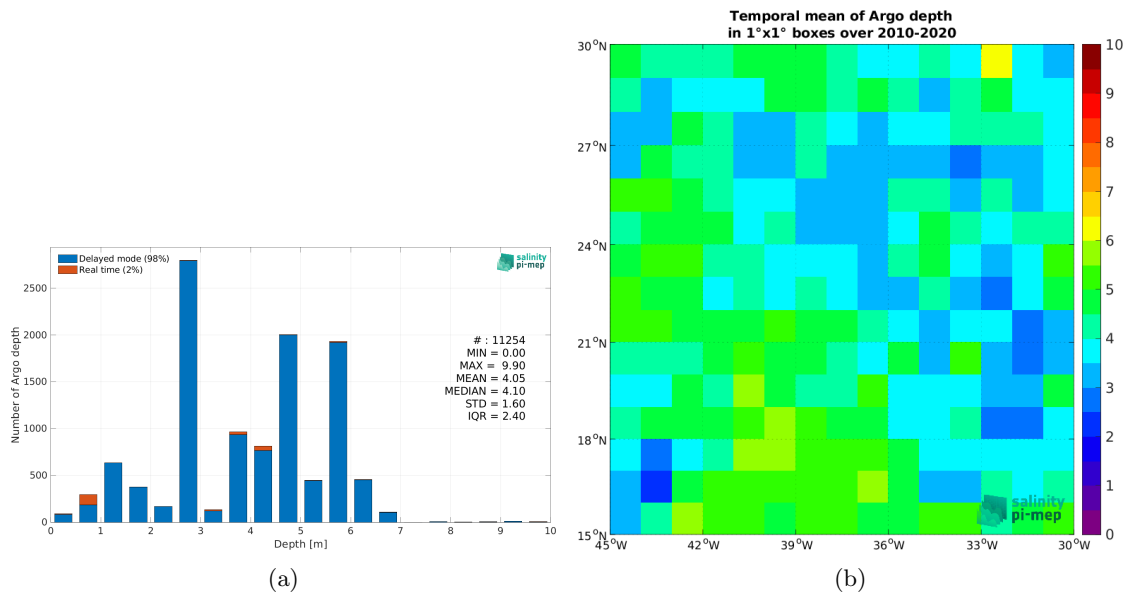 Delayed mode (98%)
Real time (2%)
salinity
pi-mep
# : 11254
MIN = 0.00
MAX = 9.90
MEAN = 4.05
MEDIAN = 4.10
STD = 1.60
IQR = 2.40
Number of Argo depth
2500
2000
1500
1000
500
0
0 1 2 3 4 5 6 7 8 9 10
Depth [m]
(a)
Temporal mean of Argo depth
in 1°x1° boxes over 2010-2020
30°N
27°N
24°N
21°N
18°N
15°N
45°W 42°W 39°W 36°W 33°W 30°W
salinity
pi-mep
10
9
8
7
6
5
4
3
2
1
0
(b)